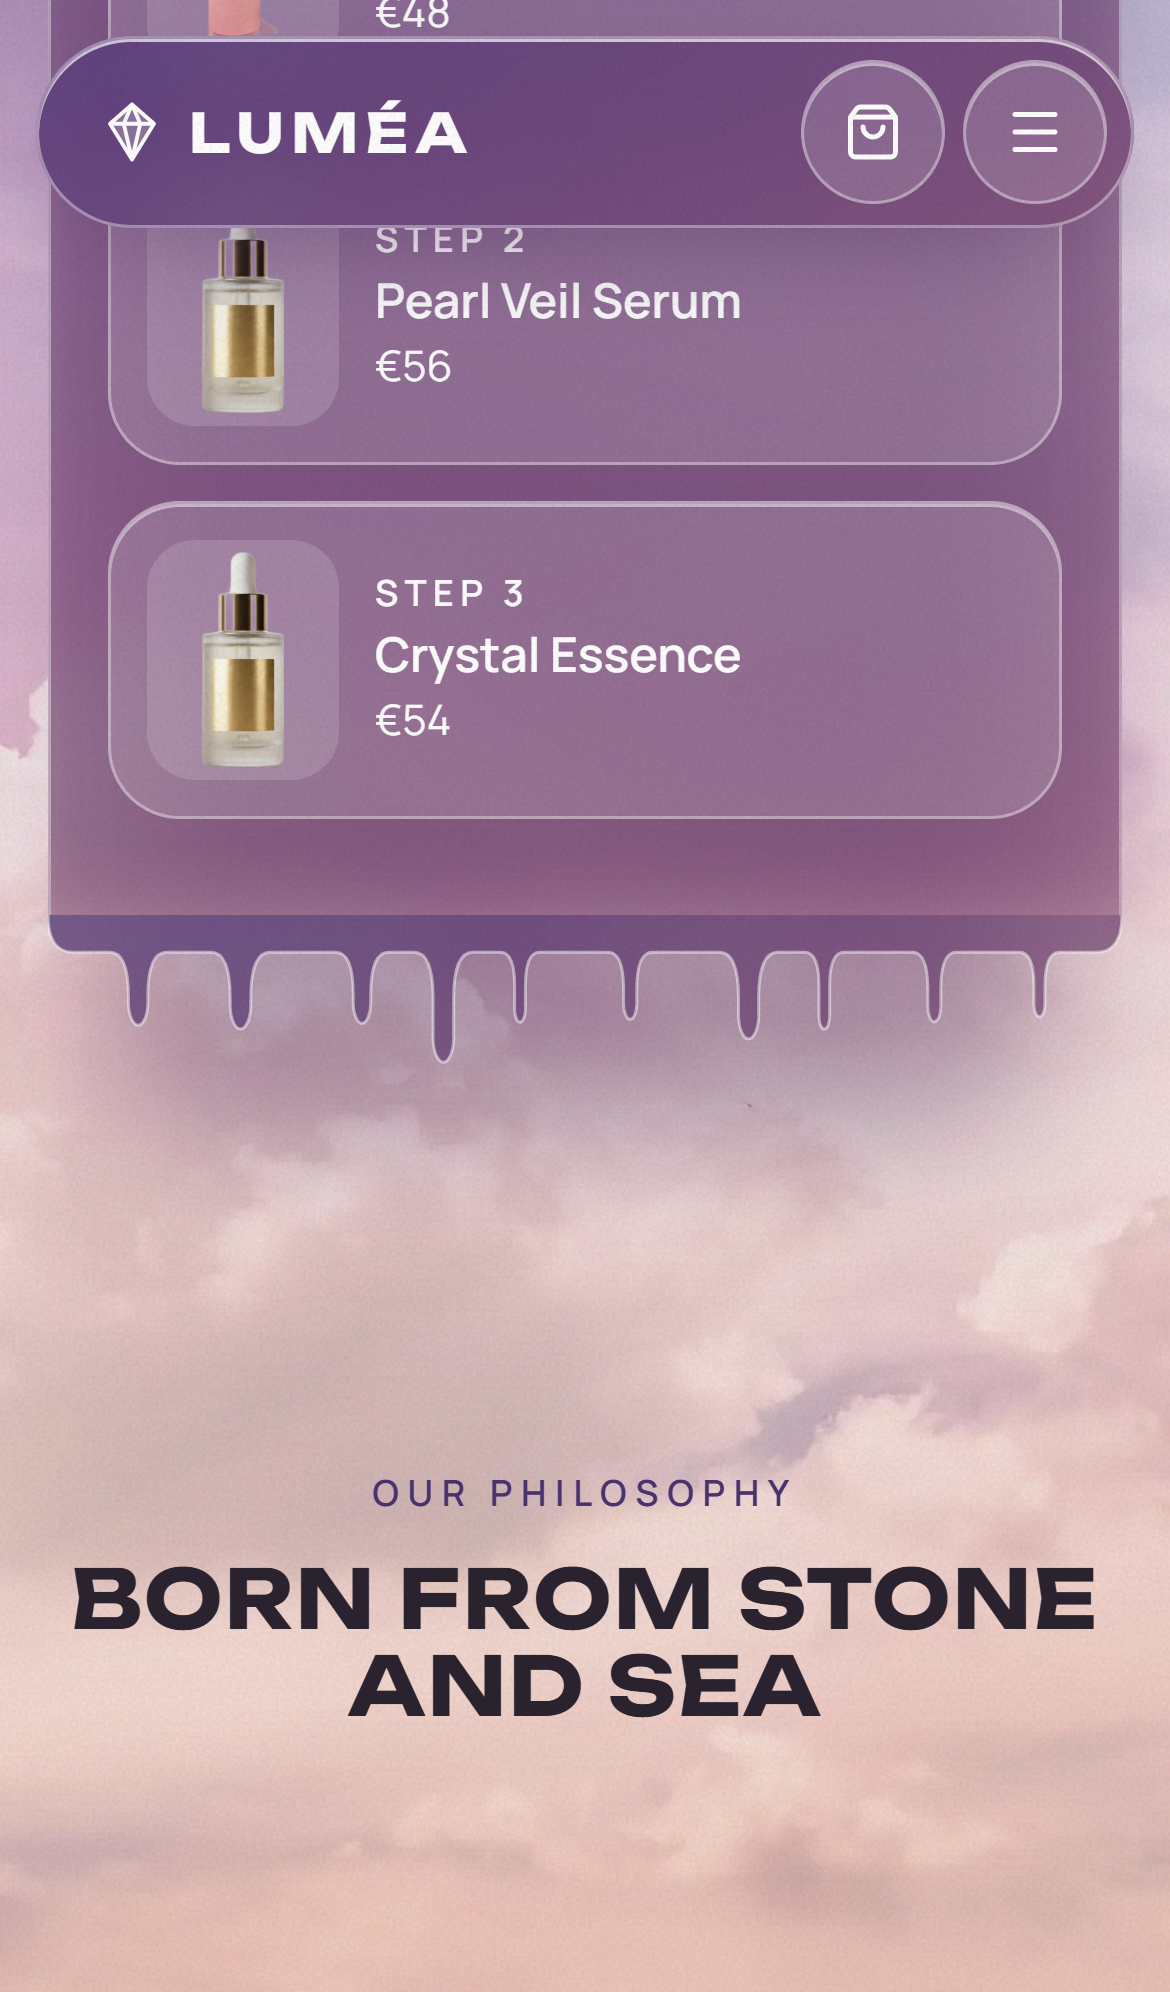 €48
LUMÉA
STEP 2
Pearl Veil Serum
€56
STEP 3
Crystal Essence
€54
OUR PHILOSOPHY
BORN FROM STONE
AND SEA